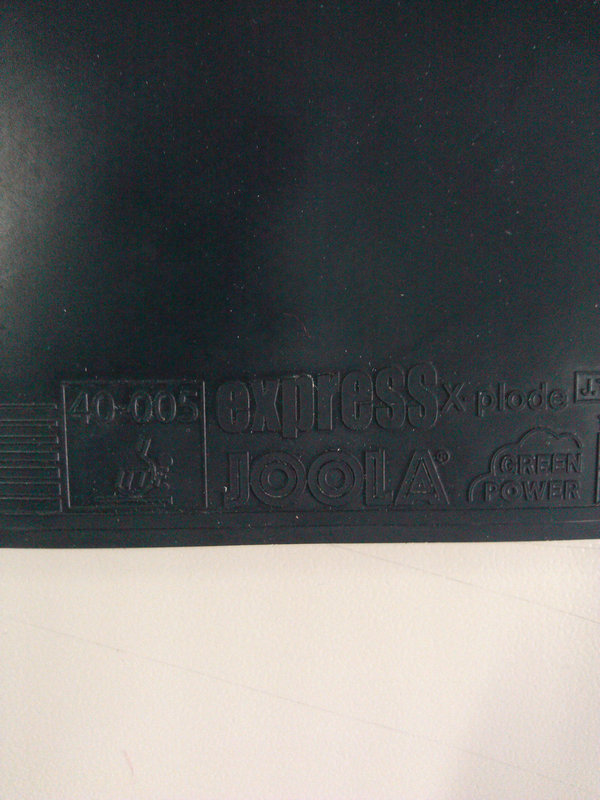 40-005
express X·plode
JOOLA®
GREEN
POWER